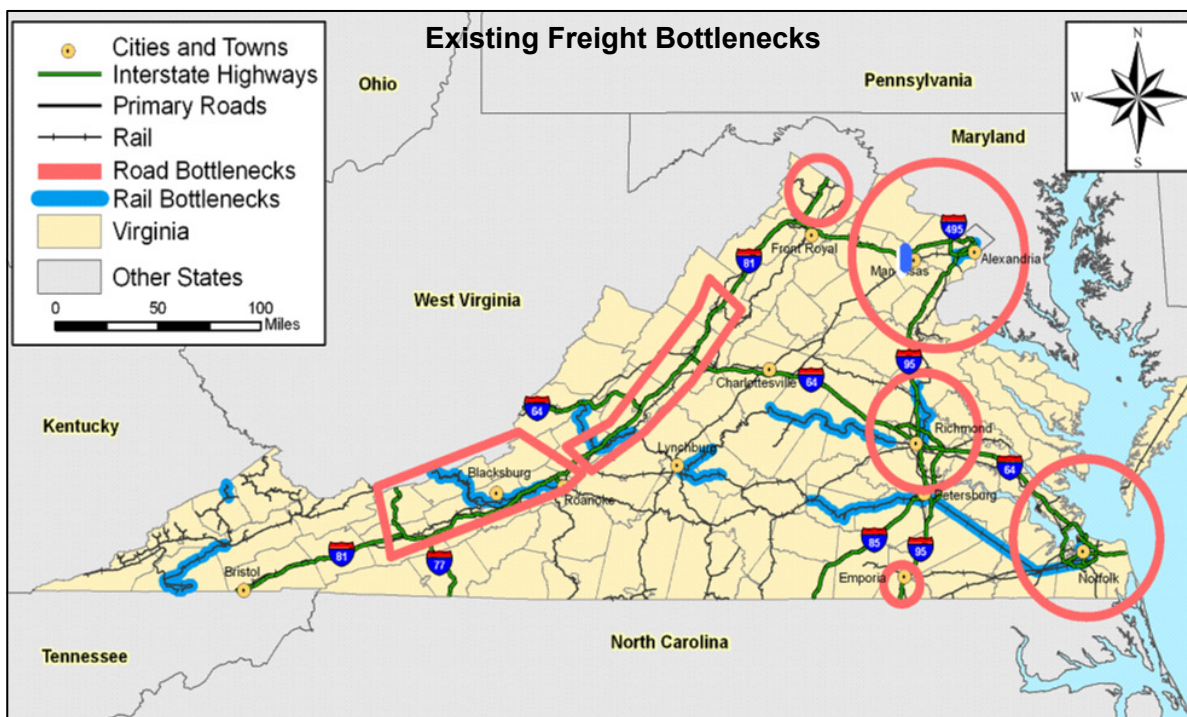 Existing Freight Bottlenecks
Cities and Towns
Interstate Highways
Primary Roads
Rail
Road Bottlenecks
Rail Bottlenecks
Virginia
Other States
0 50 100
Miles
N
W E
S
Ohio
Pennsylvania
Maryland
West Virginia
Kentucky
Tennessee
North Carolina
495
Front Royal
Manassas
Alexandria
81
95
Charlottesville
64
64
Richmond
Lynchburg
64
Blacksburg
Roanoke
Petersburg
81
77
85
95
Bristol
Emporia
Norfolk